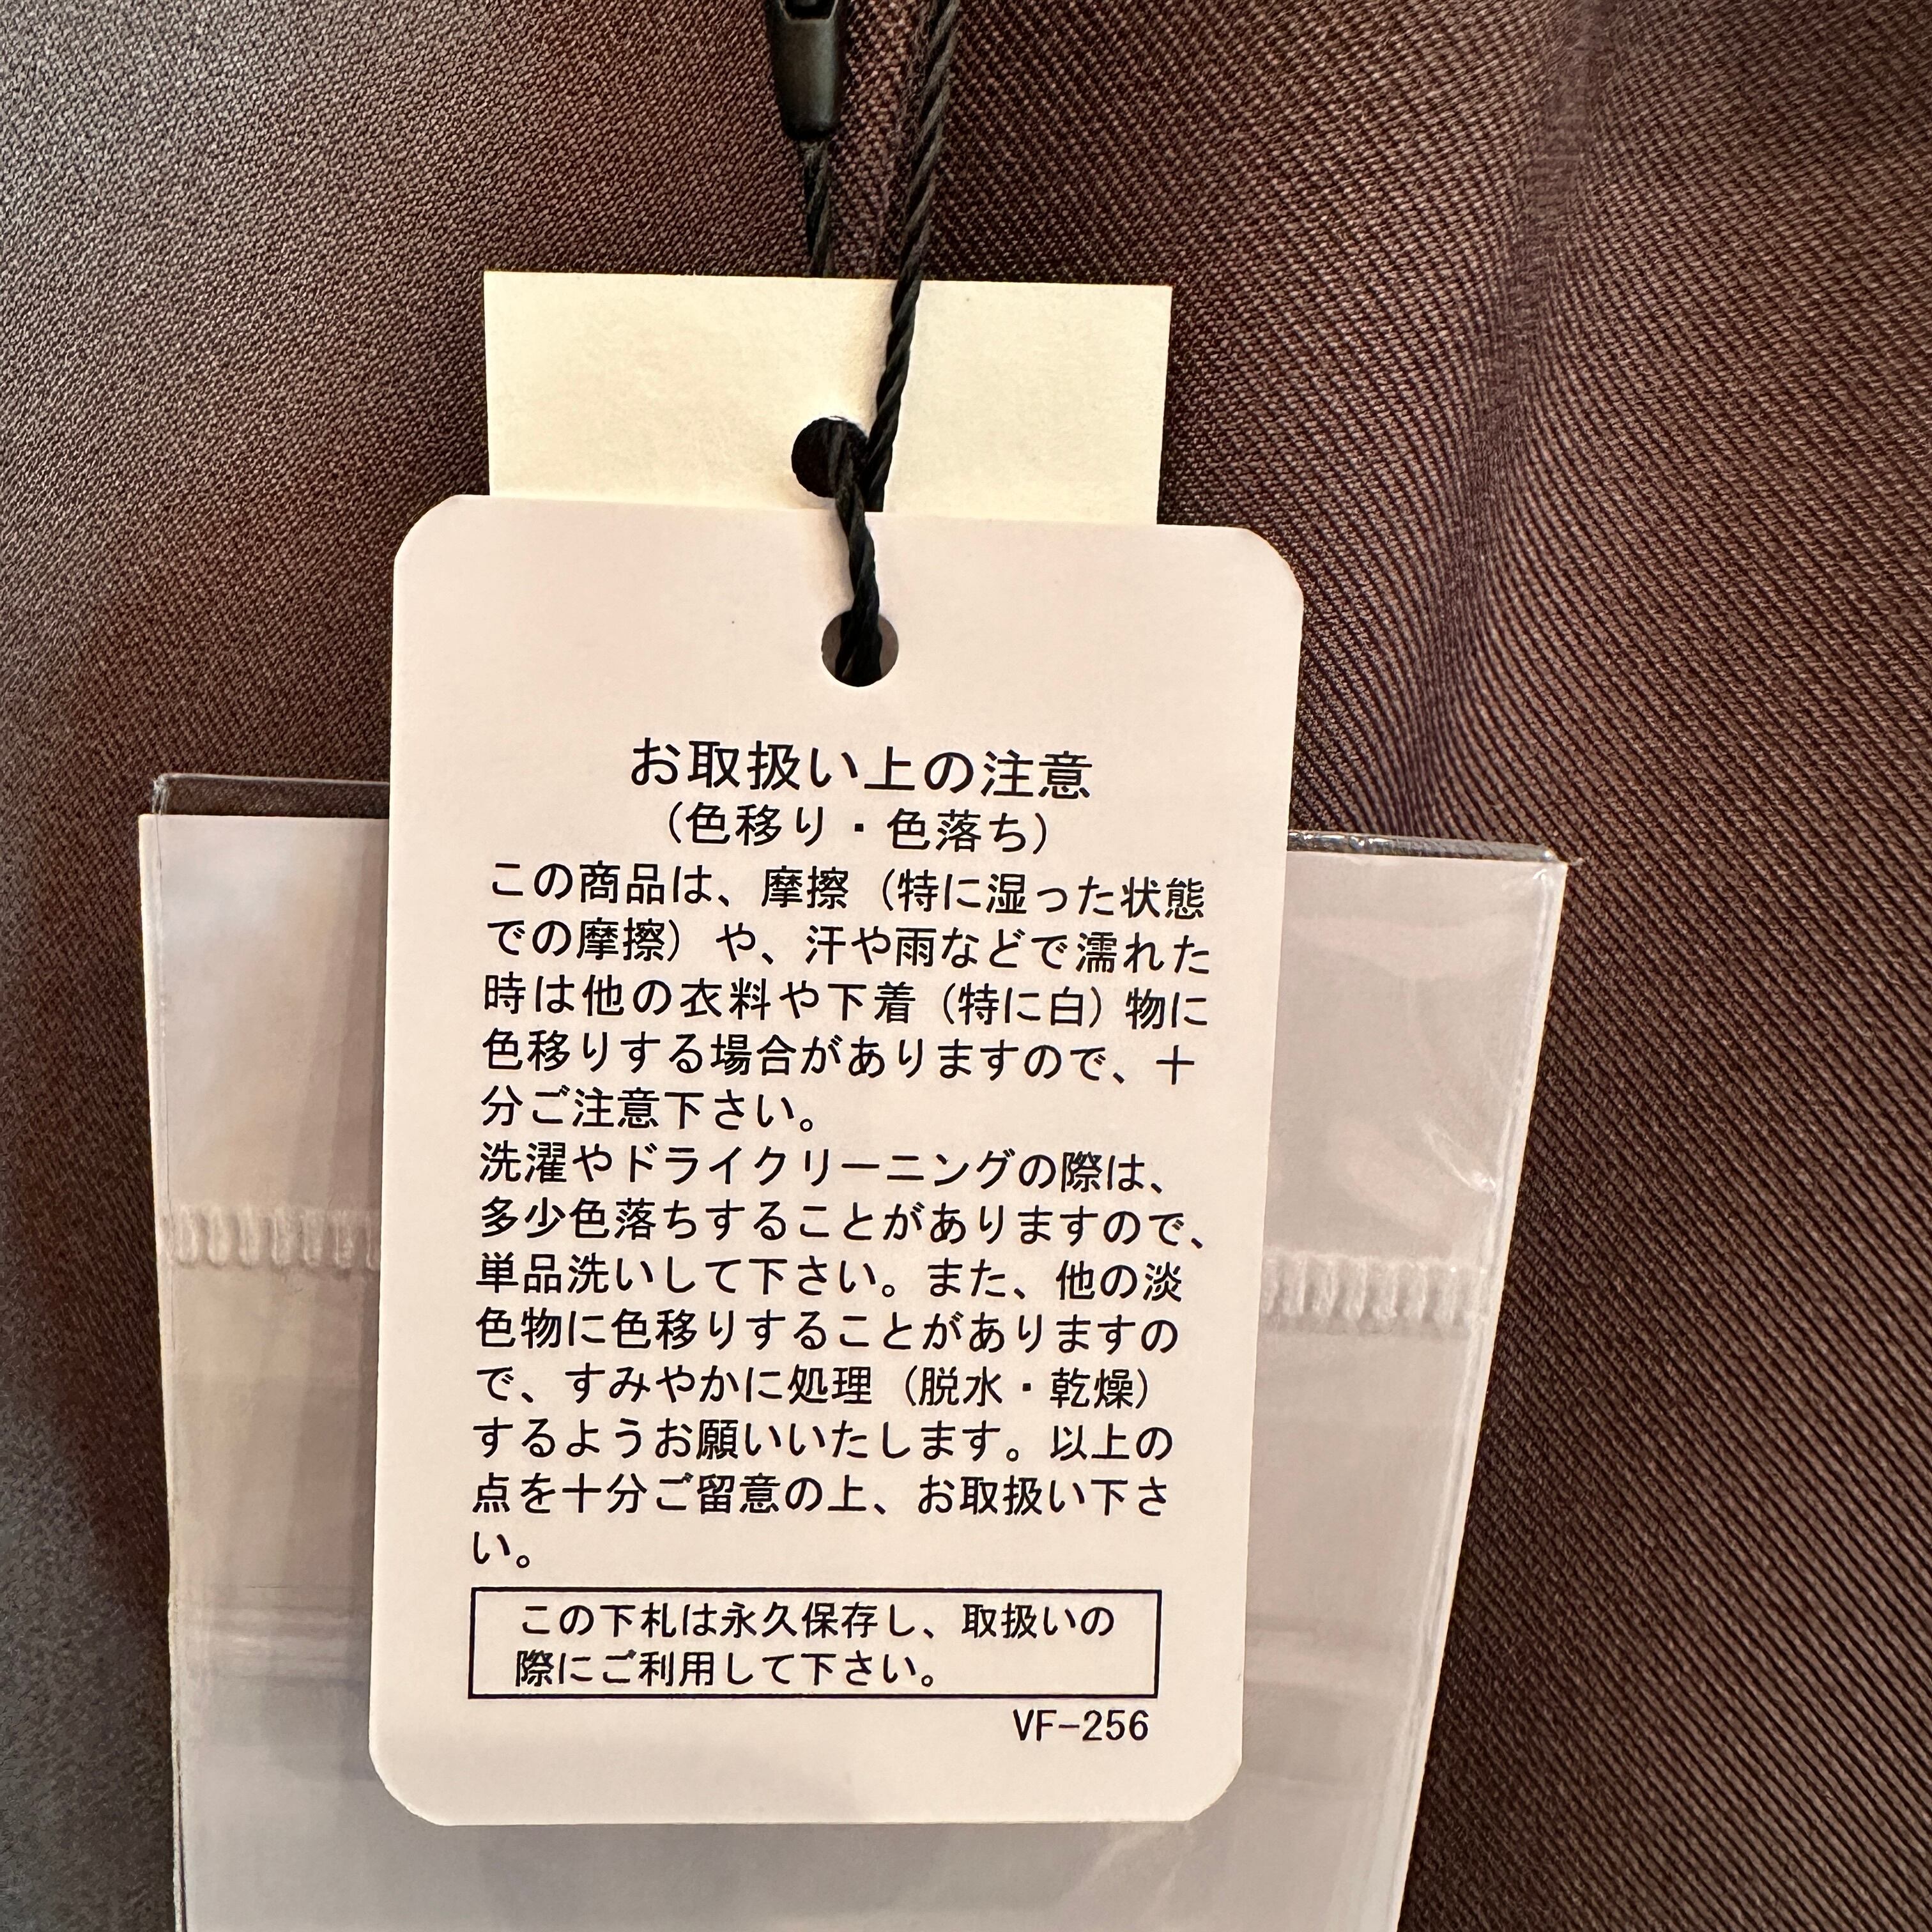 お取扱い上の注意
（色移り・色落ち）
この商品は、摩擦（特に湿った状態
での摩擦）や、汗や雨などで濡れた
時は他の衣料や下着（特に白）物に
色移りする場合がありますので、十
分ご注意下さい。
洗濯やドライクリーニングの際は、
多少色落ちすることがありますので、
単品洗いして下さい。また、他の淡
色物に色移りすることがありますの
で、すみやかに処理（脱水・乾燥）
するようお願いいたします。以上の
点を十分ご留意の上、お取扱い下さ
い。
この下札は永久保存し、取扱いの
際にご利用して下さい。
VF-256